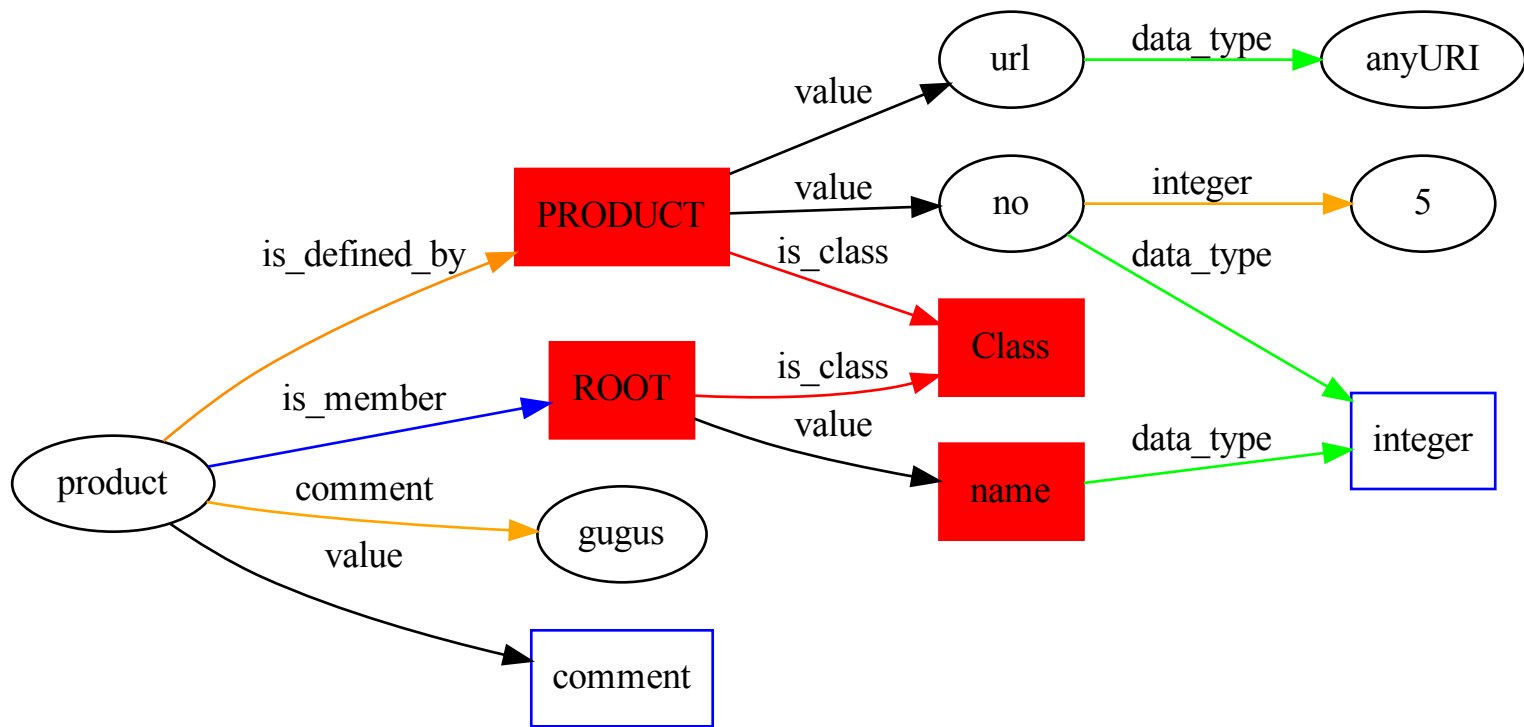 url
data_type
anyURI
value
PRODUCT
value
no
integer
5
is_defined_by
is_class
data_type
Class
ROOT
is_class
is_member
value
name
data_type
integer
product
comment
gugus
value
comment